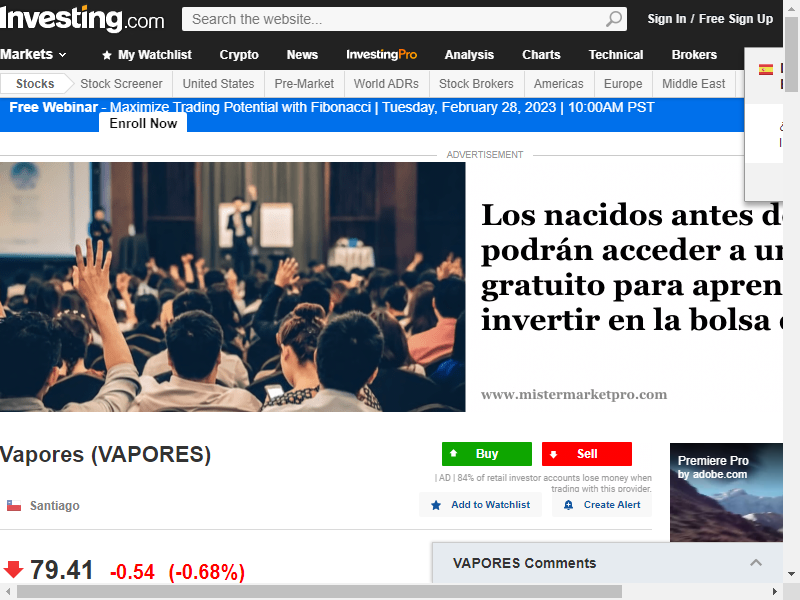 Investing.com
Search the website...
Sign In / Free Sign Up
Markets
My Watchlist
Crypto
News
InvestingPro
Analysis
Charts
Technical
Brokers
Stocks
Stock Screener
United States
Pre-Market
World ADRs
Stock Brokers
Americas
Europe
Middle East
Free Webinar - Maximize Trading Potential with Fibonacci | Tuesday, February 28, 2023 | 10:00AM PST
Enroll Now
ADVERTISEMENT
Los nacidos antes d
podrán acceder a u
gratuito para apren
invertir en la bolsa
www.mistermarketpro.com
Vapores (VAPORES)
Buy
Sell
| AD | 84% of retail investor accounts lose money when
trading with this provider.
Santiago
Add to Watchlist
Create Alert
Premiere Pro
by adobe.com
79.41 -0.54 (-0.68%)
VAPORES Comments